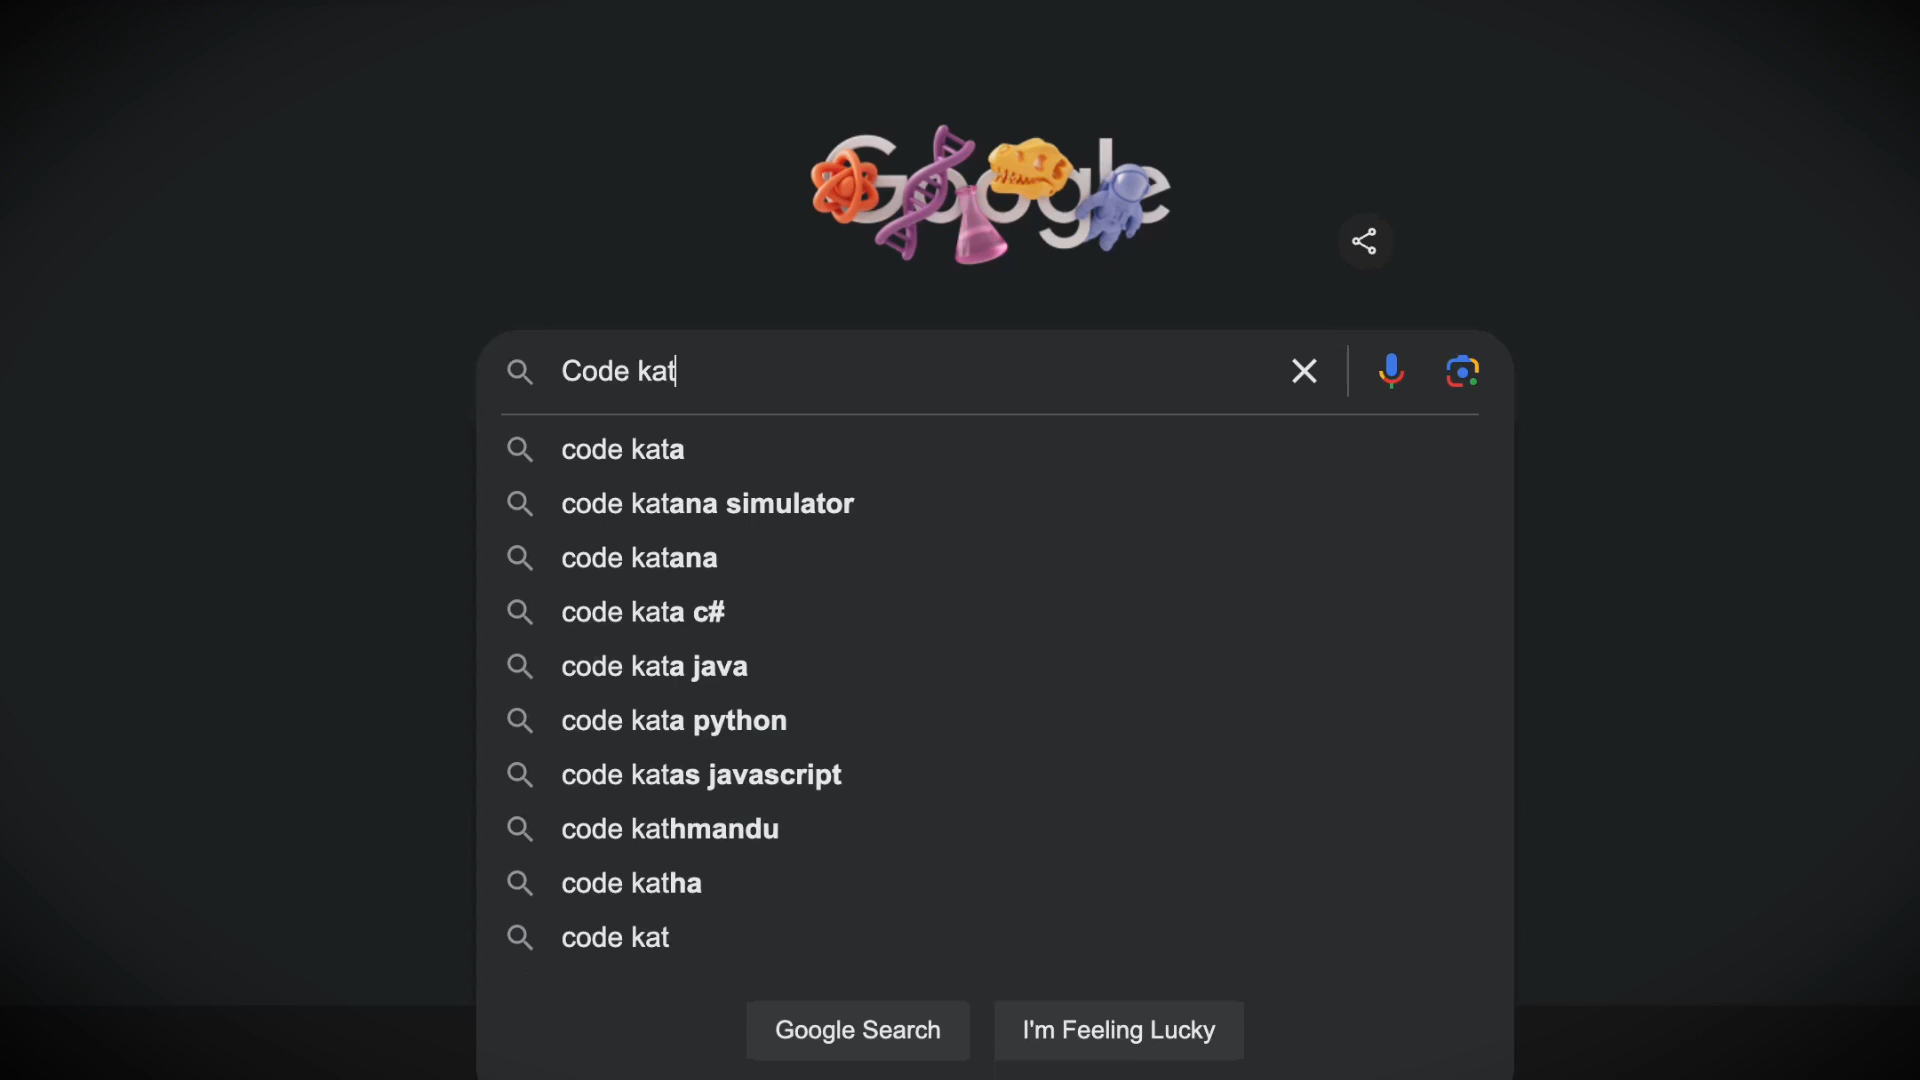 Google
Code kat
code kata
code katana simulator
code katana
code kata c#
code kata java
code kata python
code katas javascript
code kathmandu
code katha
code kat
Google Search
I'm Feeling Lucky